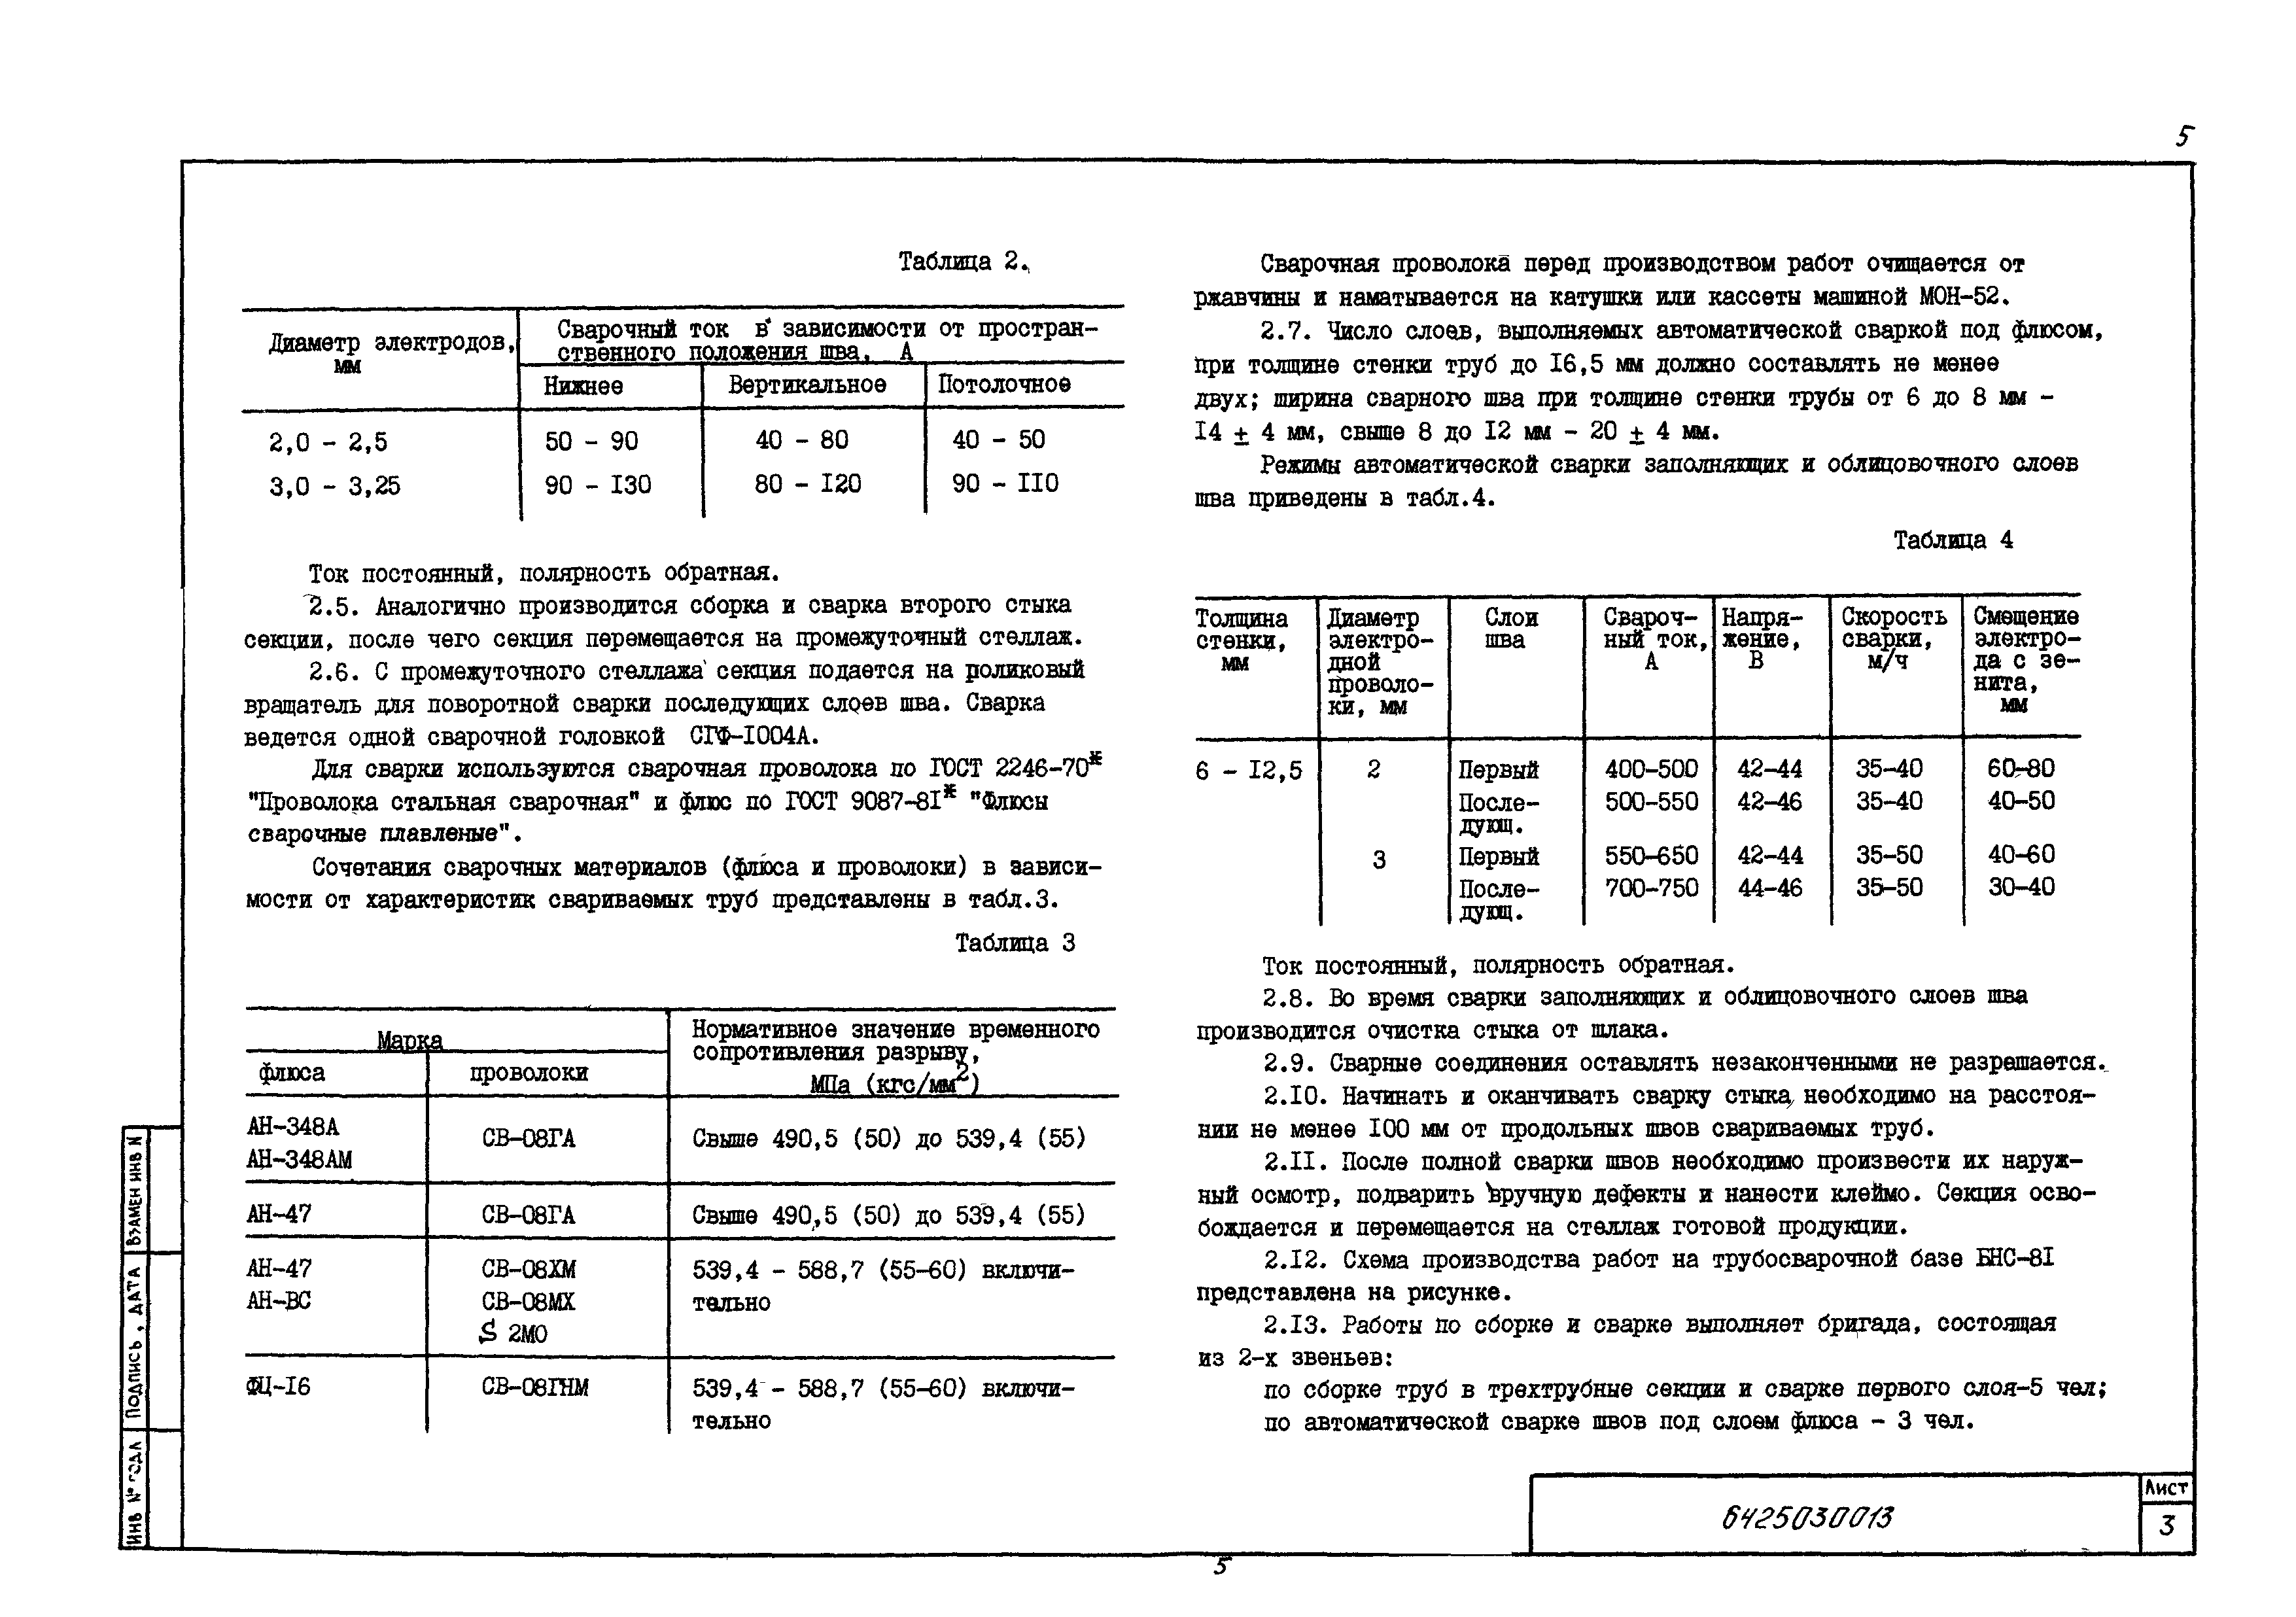 5
Таблица 2.
Диаметр электродов, мм | Сварочный ток в зависимости от простран-
ственного положения шва, А
Нижнее | Вертикальное | Потолочное
2,0 - 2,5 | 50 - 90 | 40 - 80 | 40 - 50
3,0 - 3,25 | 90 - I30 | 80 - I20 | 90 - II0
Ток постоянный, полярность обратная.
2.5. Аналогично производится сборка и сварка второго стыка
секции, после чего секция перемещается на промежуточный стеллаж.
2.6. С промежуточного стеллажа секция подается на роликовый
вращатель для поворотной сварки последующих слоев шва. Сварка
ведется одной сварочной головкой СГФ-I004А.
Для сварки используются сварочная проволока по ГОСТ 2246-70ж
"Проволока стальная сварочная" и флюс по ГОСТ 9087-8Iж "Флюсы
сварочные плавленые".
Сочетания сварочных материалов (флюса и проволоки) в зависи-
мости от характеристик свариваемых труб представлены в табл.3.
Таблица 3
Марка | Нормативное значение временного
сопротивления разрыву,
МПа (кгс/мм2)
флюса | проволоки
АН-348А
АН-348АМ | СВ-08ГА | Свыше 490,5 (50) до 539,4 (55)
АН-47 | СВ-08ГА | Свыше 490,5 (50) до 539,4 (55)
АН-47 | СВ-08ХМ | 539,4 - 588,7 (55-60) включи-
АН-ВС | СВ-08МХ | тельно
S 2МО
ФЦ-I6 | СВ-08ГНМ | 539,4 - 588,7 (55-60) включи-
тельно
Сварочная проволока перед производством работ очищается от
ржавчины и наматывается на катушки или кассеты машиной МОН-52.
2.7. Число слоев, выполняемых автоматической сваркой под флюсом,
при толщине стенки труб до I6,5 мм должно составлять не менее
двух; ширина сварного шва при толщине стенки трубы от 6 до 8 мм -
I4 ± 4 мм, свыше 8 до I2 мм - 20 ± 4 мм.
Режимы автоматической сварки заполняющих и облицовочного слоев
шва приведены в табл.4.
Таблица 4
Толщина стенки, мм | Диаметр электро-дной проволо-ки, мм | Слои шва | Свароч-ный ток, А | Напря-жение, В | Скорость сварки, м/ч | Смещение электро-да с зе-нита, мм
6 - I2,5 | 2 | Первый | 400-500 | 42-44 | 35-40 | 60-80
После-дующ. | 500-550 | 42-46 | 35-40 | 40-50
3 | Первый | 550-650 | 42-44 | 35-50 | 40-60
После-дующ. | 700-750 | 44-46 | 35-50 | 30-40
Ток постоянный, полярность обратная.
2.8. Во время сварки заполняющих и облицовочного слоев шва
производится очистка стыка от шлака.
2.9. Сварные соединения оставлять незаконченными не разрешается.
2.I0. Начинать и оканчивать сварку стыка необходимо на расстоя-
нии не менее I00 мм от продольных швов свариваемых труб.
2.II. После полной сварки швов необходимо произвести их наруж-
ный осмотр, подварить вручную дефекты и нанести клеймо. Секция осво-
бождается и перемещается на стеллаж готовой продукции.
2.I2. Схема производства работ на трубосварочной базе БНС-8I
представлена на рисунке.
2.I3. Работы по сборке и сварке выполняет бригада, состоящая
из 2-х звеньев:
по сборке труб в трехтрубные секции и сварке первого слоя-5 чел;
по автоматической сварке швов под слоем флюса - 3 чел.
ВЗАМЕН ИНВ N
ПОДПИСЬ, ДАТА
ИНВ №
6425030013
Лист
3
5